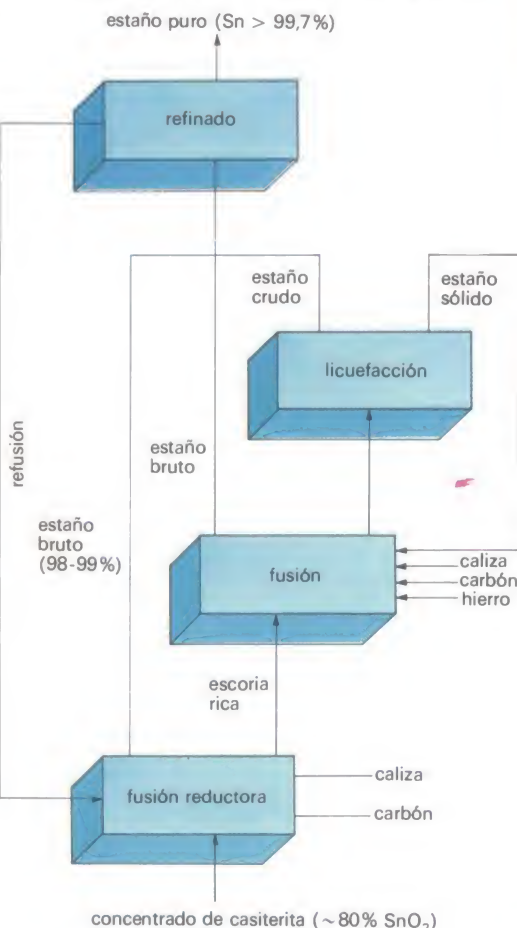 estaño puro (Sn > 99,7%)
refinado
estaño
crudo
estaño
sólido
licuefacción
refusión
estaño
bruto
estaño
bruto
(98-99%)
fusión
caliza
carbón
hierro
escoria
rica
fusión reductora
caliza
carbón
concentrado de casiterita (~80% SnO₂)